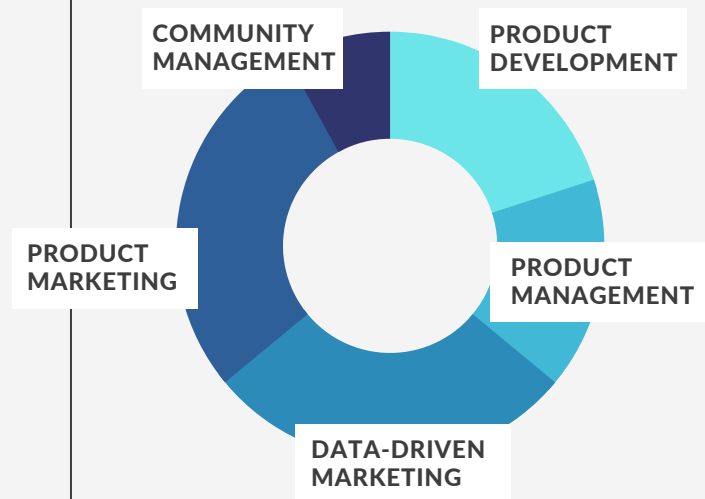 COMMUNITY
MANAGEMENT
PRODUCT
DEVELOPMENT
PRODUCT
MARKETING
PRODUCT
MANAGEMENT
DATA-DRIVEN
MARKETING